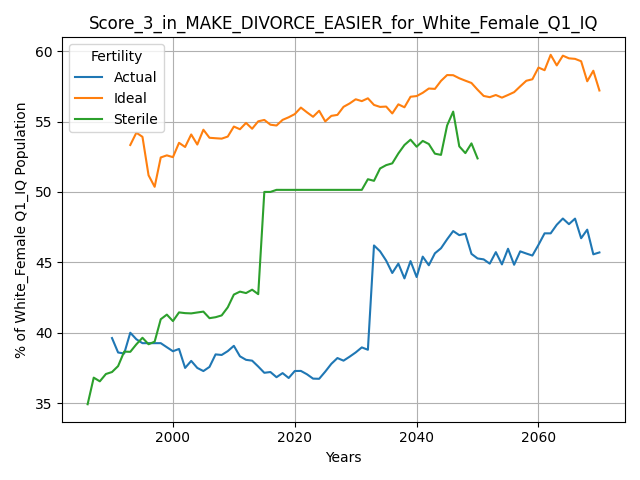 Score_3_in_MAKE_DIVORCE_EASIER_for_White_Female_Q1_IQ
Fertility
Actual
Ideal
Sterile
% of White_Female Q1_IQ Population
60
55
50
45
40
35
2000
2020
2040
2060
Years